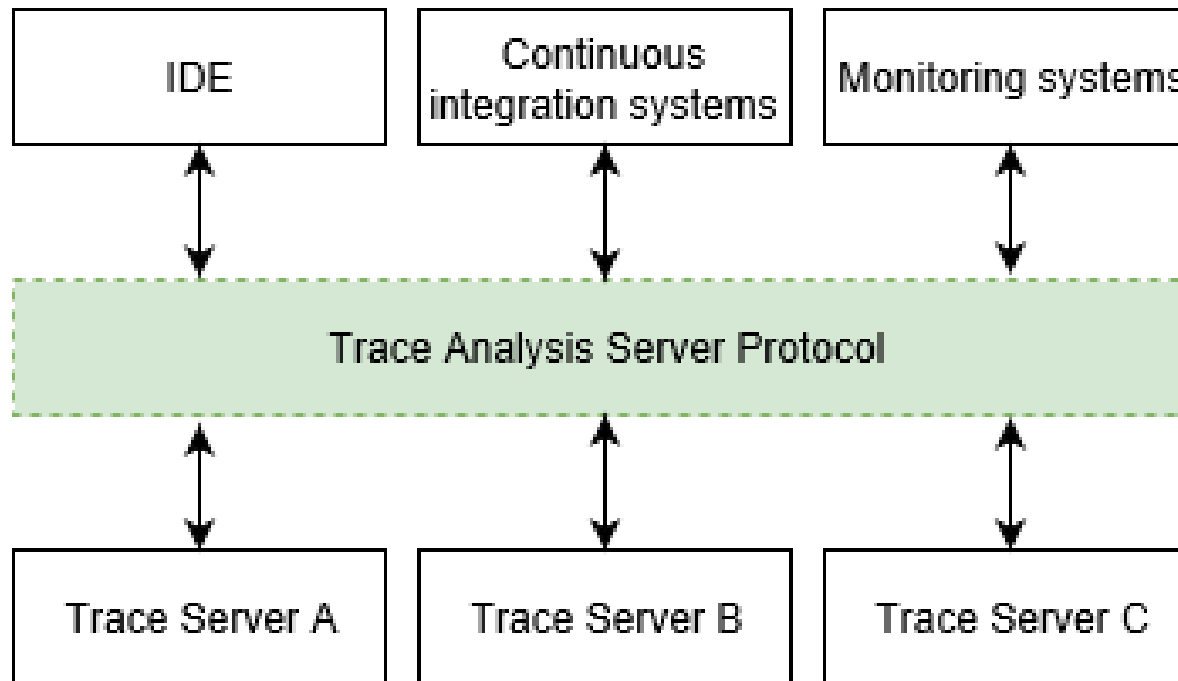 IDE
Continuous
integration systems
Monitoring systems
Trace Analysis Server Protocol
Trace Server A
Trace Server B
Trace Server C